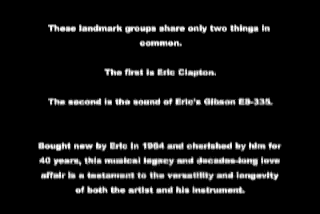 These landmark groups share only two things in
common.
The first is Eric Clapton.
The second is the sound of Eric's Gibson ES-335.
Bought new by Eric in 1964 and cherished by him for
40 years, this musical legacy and decades-long love
affair is a testament to the versatility and longevity
of both the artist and his instrument.